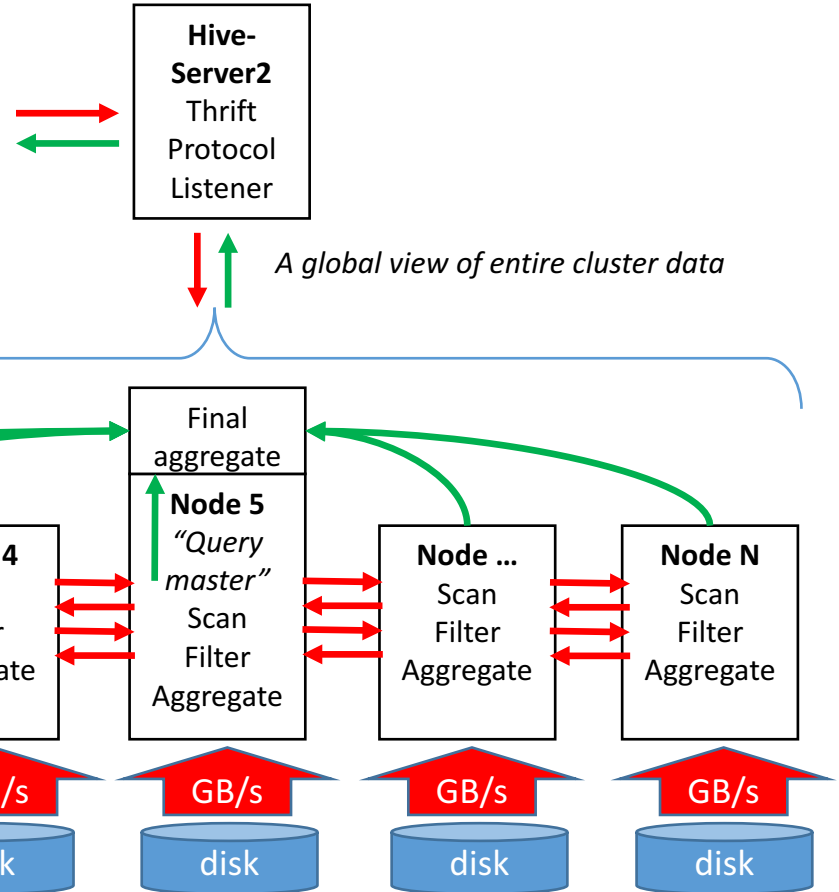 Hive-
Server2
Thrift
Protocol
Listener
A global view of entire cluster data
Final
aggregate
4
Node 5
“Query
master”
Scan
Filter
Aggregate
Node ...
Scan
Filter
Aggregate
Node N
Scan
Filter
Aggregate
/s
GB/s
GB/s
GB/s
disk
disk
disk